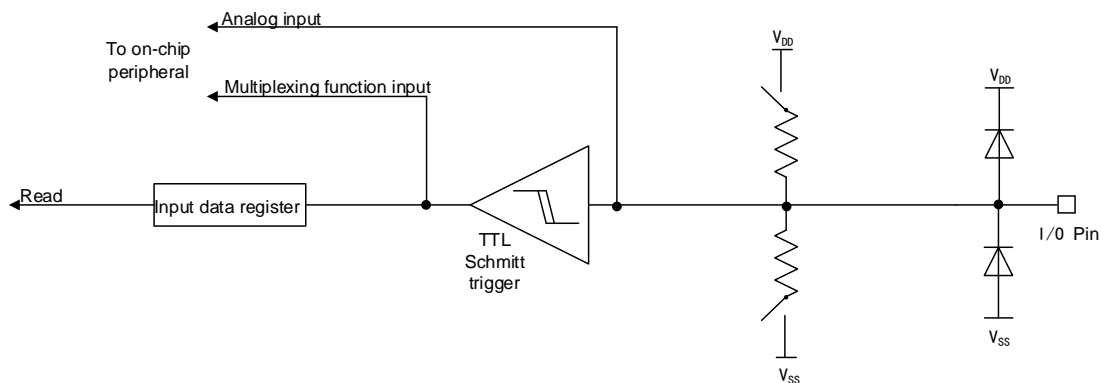 Analog input
To on-chip
peripheral
Multiplexing function input
Read
Input data register
TTL
Schmitt
trigger
VDD
VSS
VDD
VSS
I/O Pin